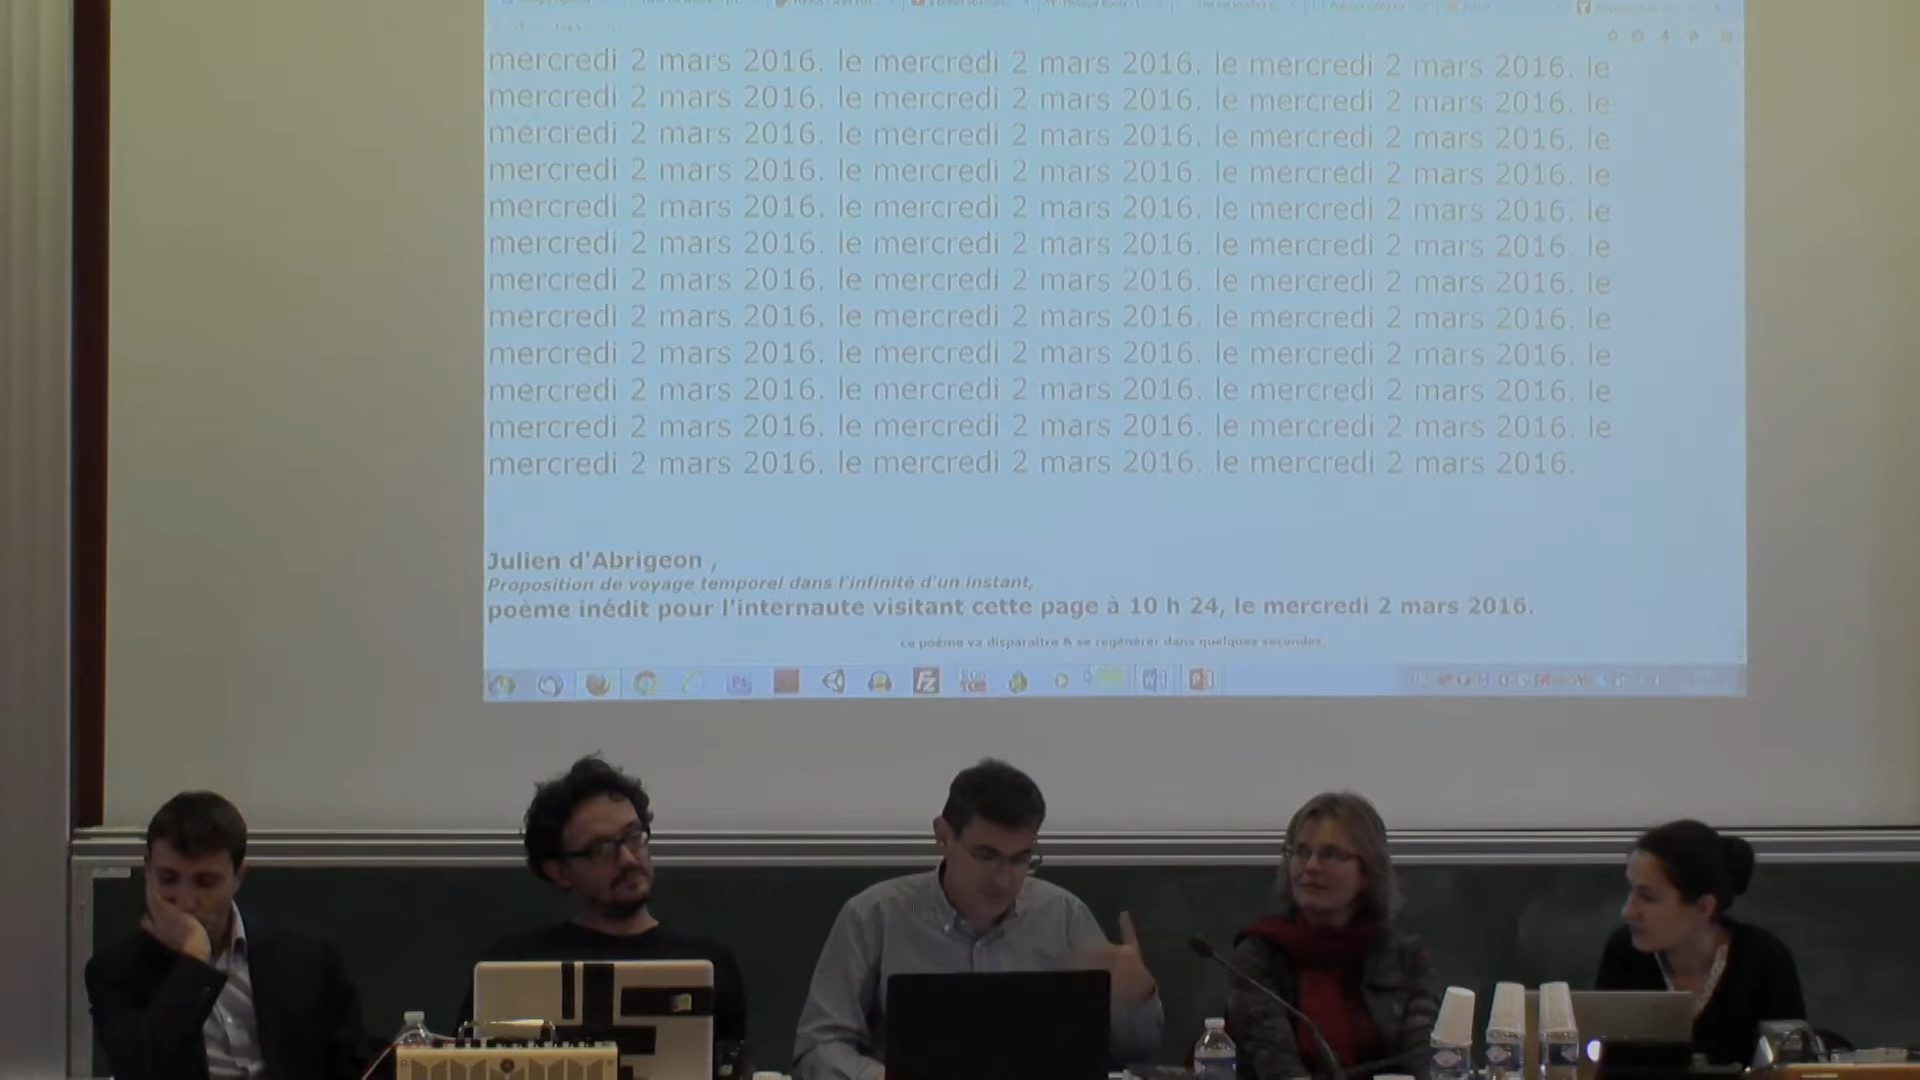 mercredi 2 mars 2016. le mercredi 2 mars 2016. le mercredi 2 mars 2016. le
mercredi 2 mars 2016. le mercredi 2 mars 2016. le mercredi 2 mars 2016. le
mercredi 2 mars 2016. le mercredi 2 mars 2016. le mercredi 2 mars 2016. le
mercredi 2 mars 2016. le mercredi 2 mars 2016. le mercredi 2 mars 2016. le
mercredi 2 mars 2016. le mercredi 2 mars 2016. le mercredi 2 mars 2016. le
mercredi 2 mars 2016. le mercredi 2 mars 2016. le mercredi 2 mars 2016. le
mercredi 2 mars 2016. le mercredi 2 mars 2016. le mercredi 2 mars 2016. le
mercredi 2 mars 2016. le mercredi 2 mars 2016. le mercredi 2 mars 2016. le
mercredi 2 mars 2016. le mercredi 2 mars 2016. le mercredi 2 mars 2016. le
mercredi 2 mars 2016. le mercredi 2 mars 2016. le mercredi 2 mars 2016. le
mercredi 2 mars 2016. le mercredi 2 mars 2016. le mercredi 2 mars 2016. le
mercredi 2 mars 2016. le mercredi 2 mars 2016. le mercredi 2 mars 2016.
Julien d'Abrigeon ,
Proposition de voyage temporel dans l'infinité d'un instant,
poème inédit pour l'internaute visitant cette page à 10 h 24, le mercredi 2 mars 2016.
ce poème va disparaître & se regénérer dans quelques secondes.
Ps
Fz
W
P